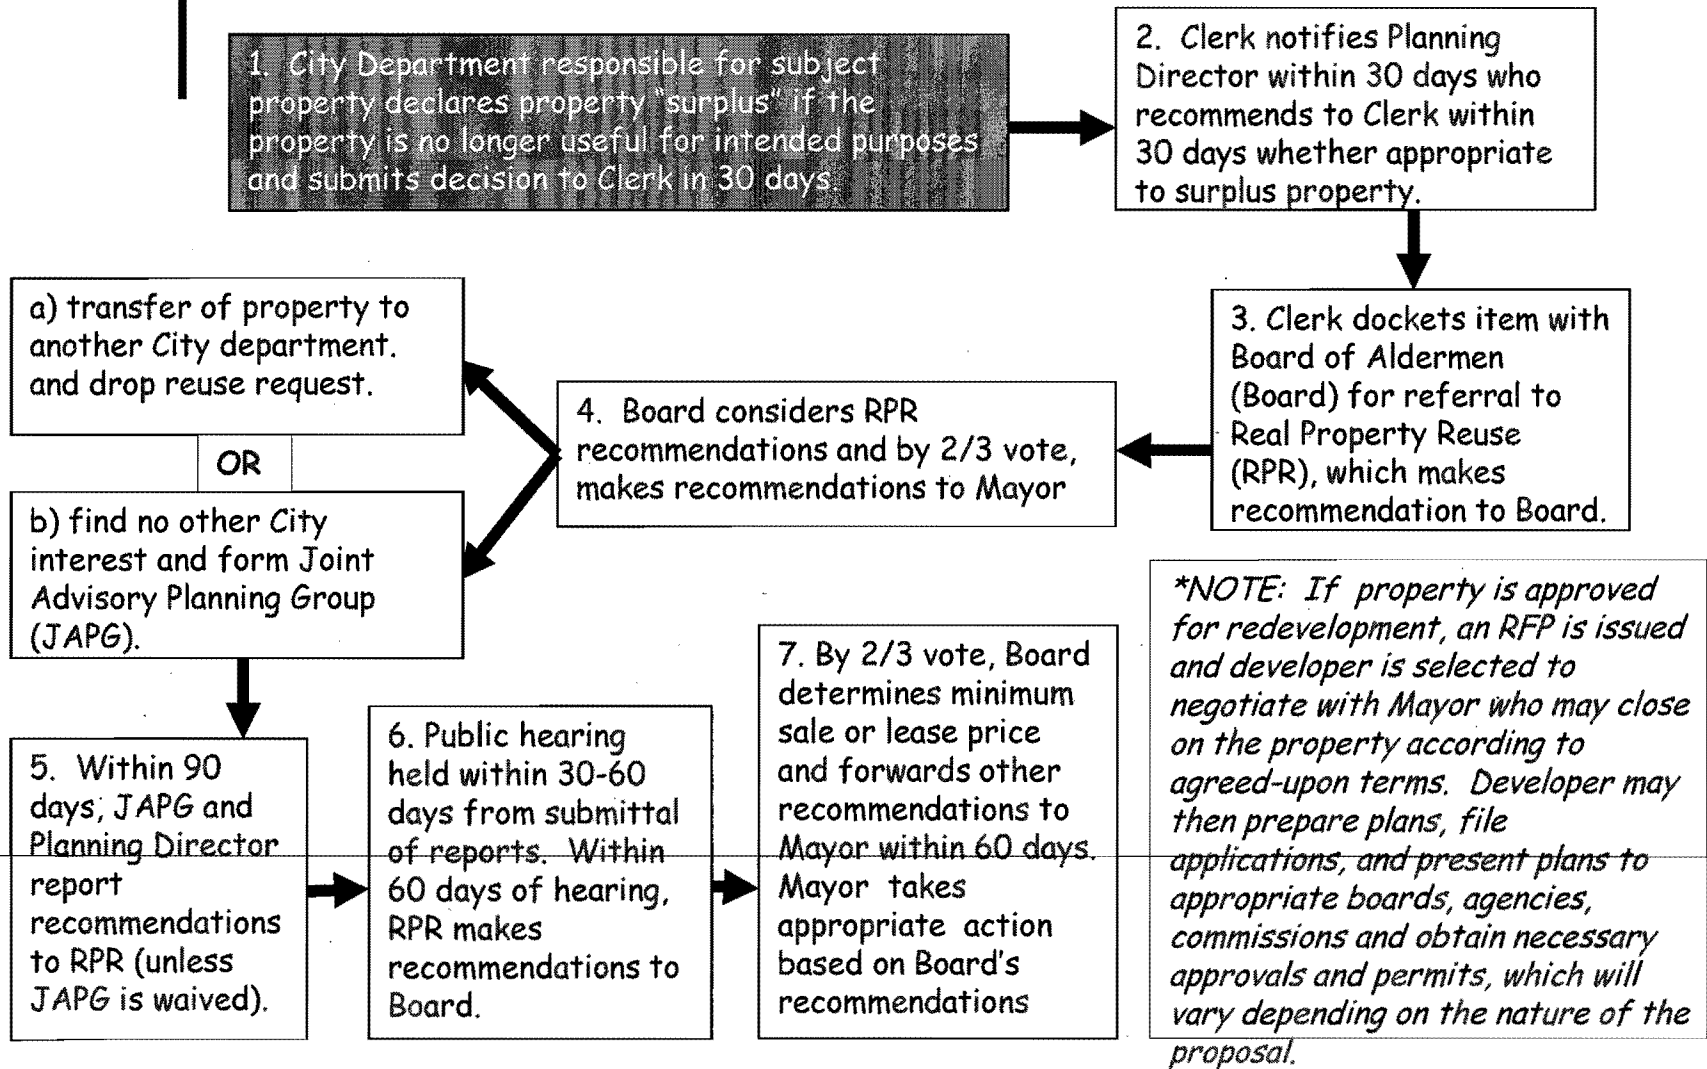 1. City Department responsible for subject
property declares property "surplus" if the
property is no longer useful for intended purposes
and submits decision to Clerk in 30 days.
2. Clerk notifies Planning
Director within 30 days who
recommends to Clerk within
30 days whether appropriate
to surplus property.
3. Clerk dockets item with
Board of Aldermen
(Board) for referral to
Real Property Reuse
(RPR), which makes
recommendation to Board.
4. Board considers RPR
recommendations and by 2/3 vote,
makes recommendations to Mayor
a) transfer of property to
another City department.
and drop reuse request.
OR
b) find no other City
interest and form Joint
Advisory Planning Group
(JAPG).
5. Within 90
days, JAPG and
Planning Director
report
recommendations
to RPR (unless
JAPG is waived).
6. Public hearing
held within 30-60
days from submittal
of reports. Within
60 days of hearing,
RPR makes
recommendations to
Board.
7. By 2/3 vote, Board
determines minimum
sale or lease price
and forwards other
recommendations to
Mayor within 60 days.
Mayor takes
appropriate action
based on Board's
recommendations
*NOTE: If property is approved
for redevelopment, an RFP is issued
and developer is selected to
negotiate with Mayor who may close
on the property according to
agreed-upon terms. Developer may
then prepare plans, file
applications, and present plans to
appropriate boards, agencies,
commissions and obtain necessary
approvals and permits, which will
vary depending on the nature of the
proposal.